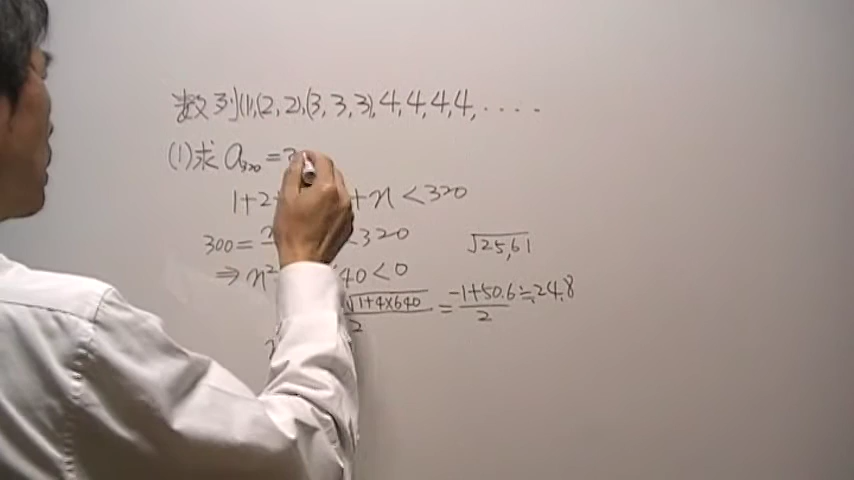 数列(1),(2,2),(3,3,3),4,4,4,4,.....
(1)求 a₃₂₀ =
1+2+ +n<320
300= <320
√25,61
⇒ n² 40<0
√1+4×640 / 2 = -1+50.6 / 2 ≒24.8